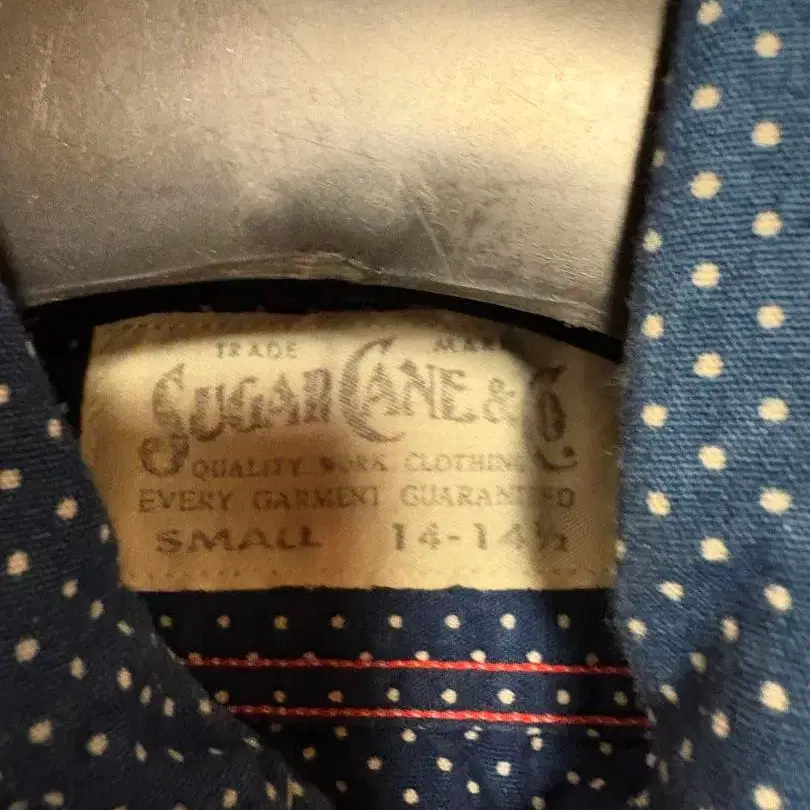 TRADE MARK
SUGAR CANE & Co.
QUALITY WORK CLOTHING
EVERY GARMENT GUARANTEED
SMALL 14-14½